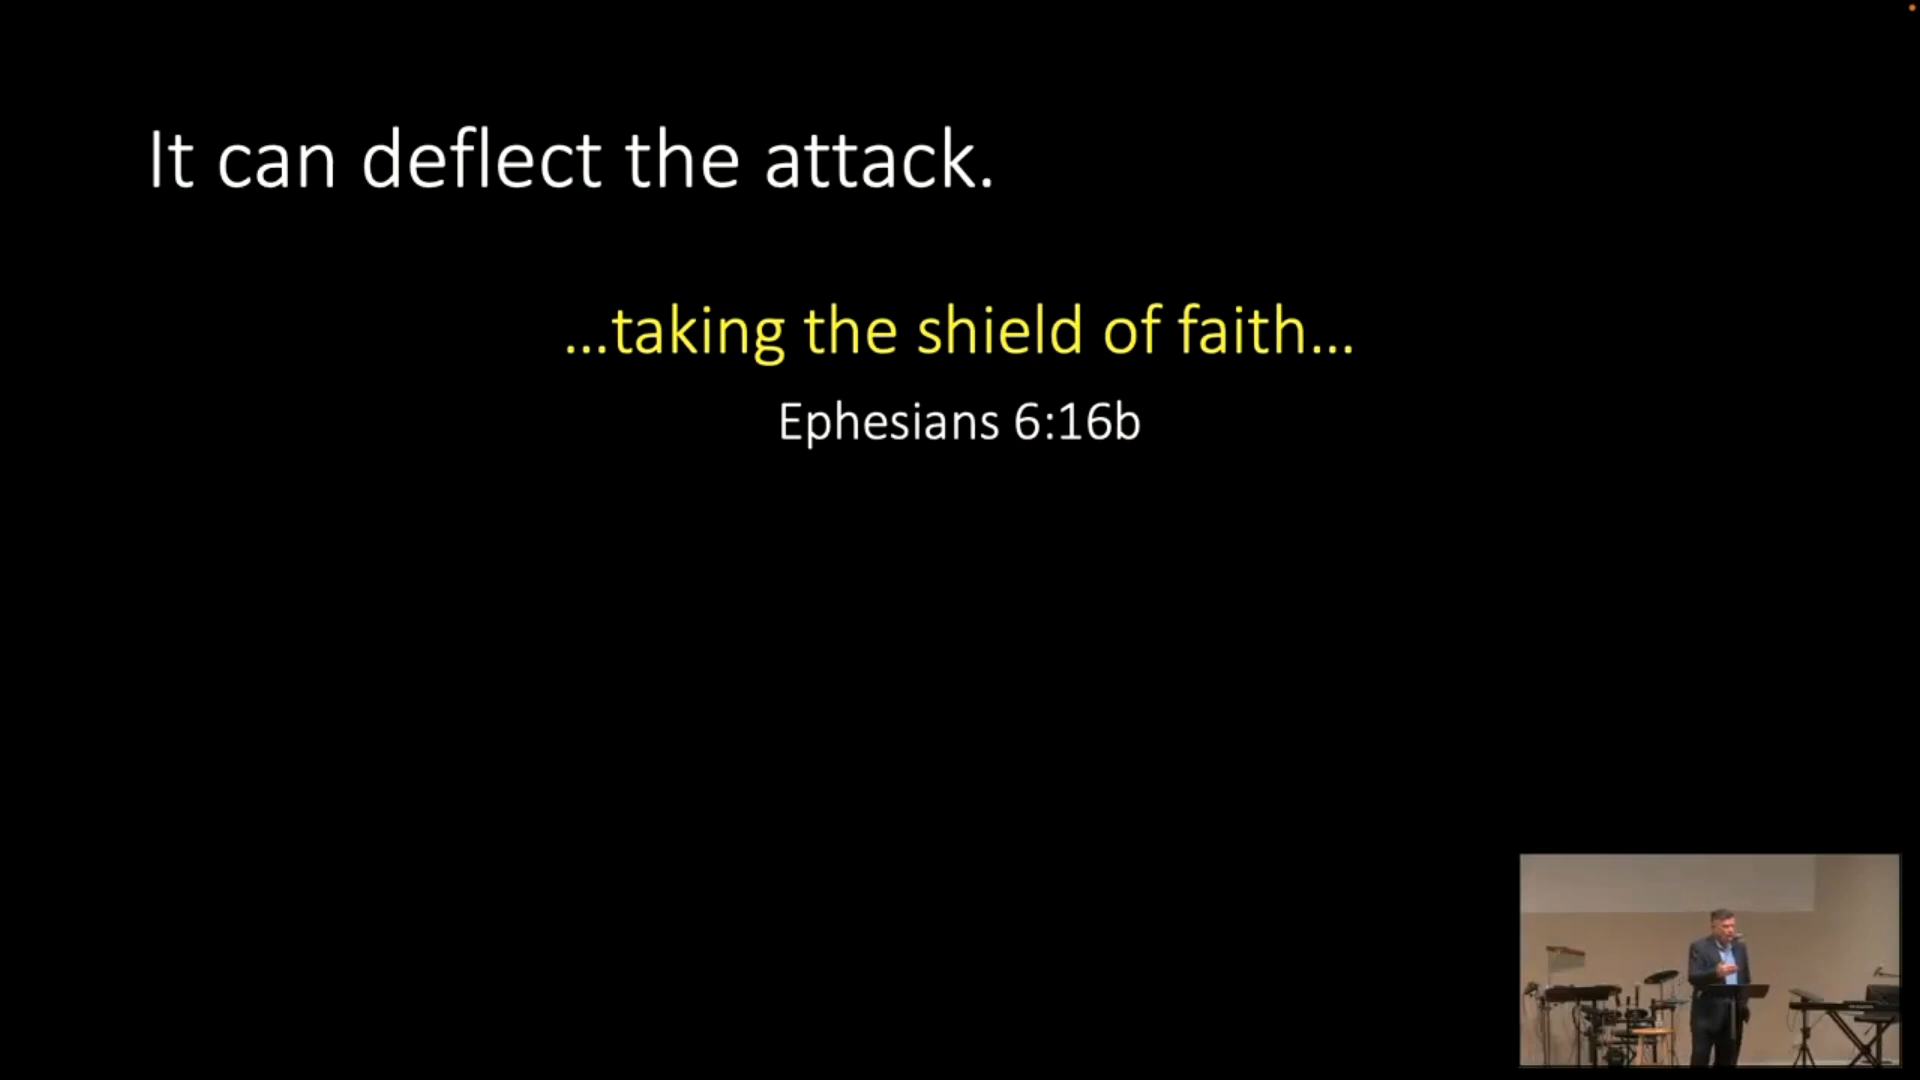 It can deflect the attack.
...taking the shield of faith...
Ephesians 6:16b